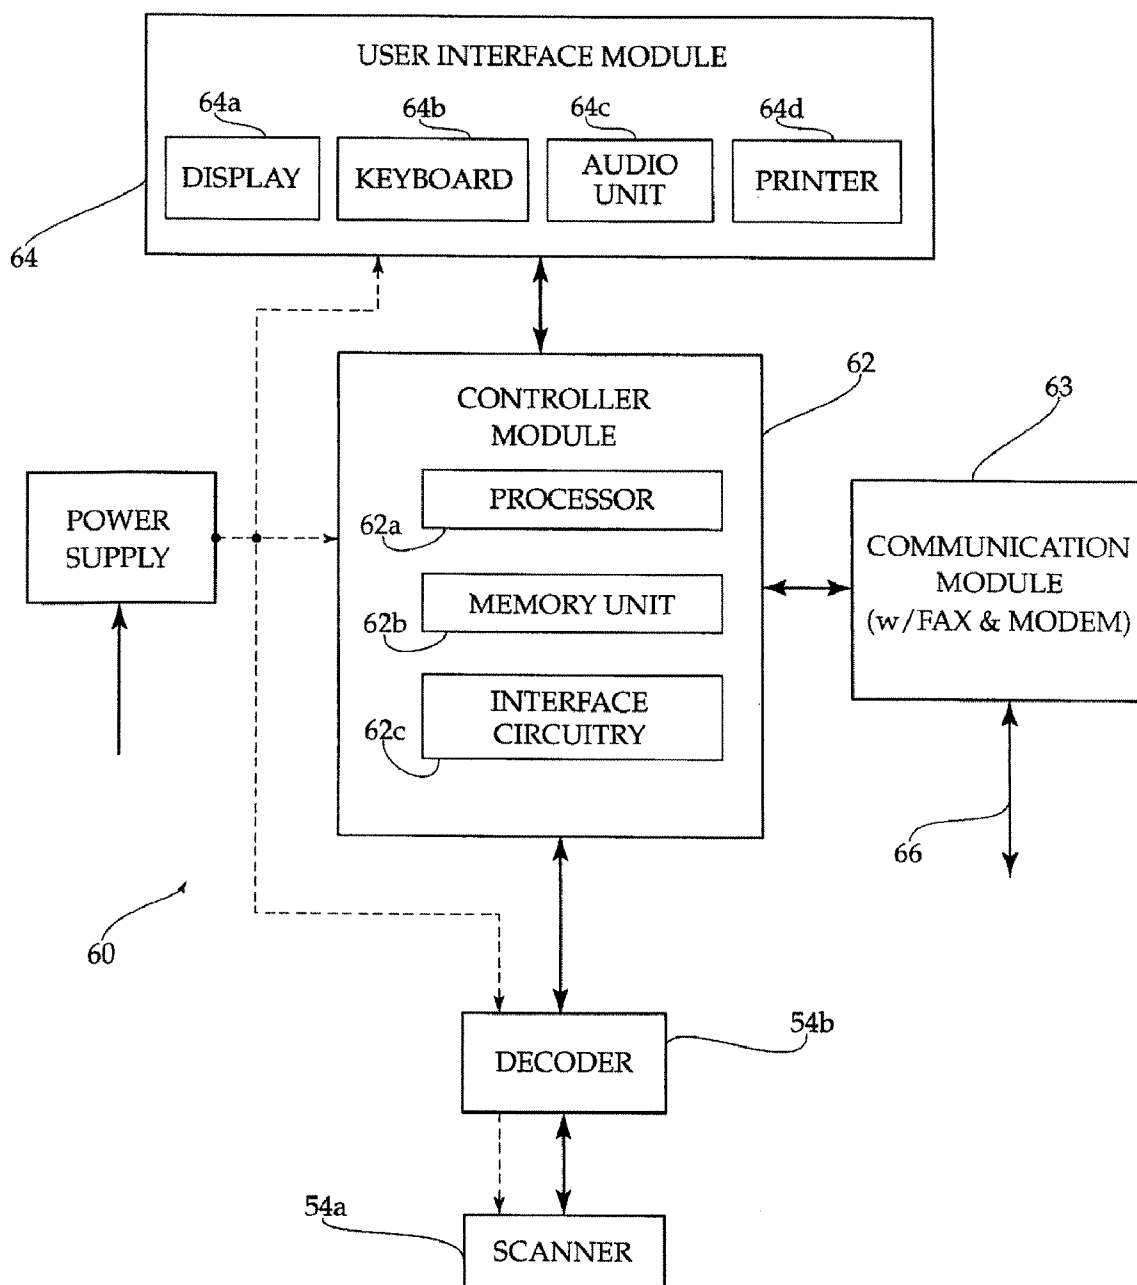 USER INTERFACE MODULE
64a
64b
64c
64d
DISPLAY
KEYBOARD
AUDIO
UNIT
PRINTER
64
62
63
CONTROLLER
MODULE
PROCESSOR
62a
MEMORY UNIT
62b
INTERFACE
CIRCUITRY
62c
POWER
SUPPLY
COMMUNICATION
MODULE
(w/FAX & MODEM)
66
60
54b
DECODER
54a
SCANNER